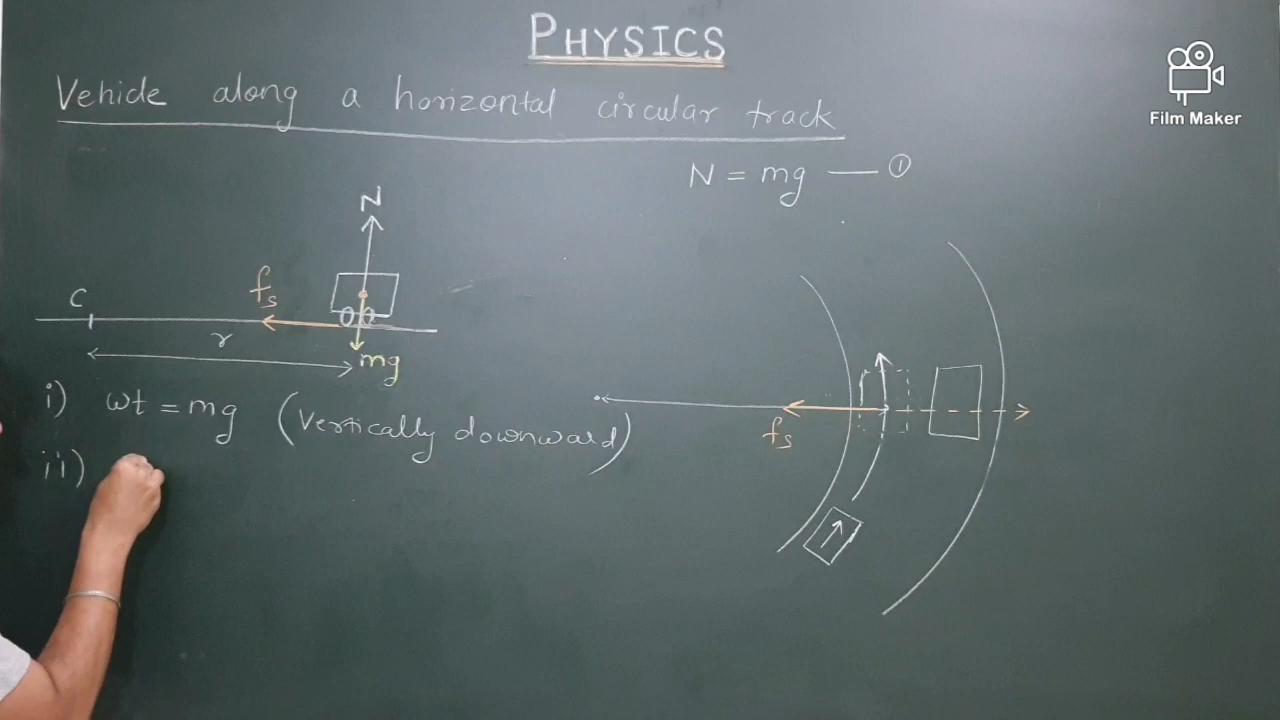 PHYSICS
Film Maker
Vehicle along a horizontal circular track
N = mg — ①
N
fs
C
r
mg
i) wt = mg (Vertically downward)
fs
ii)